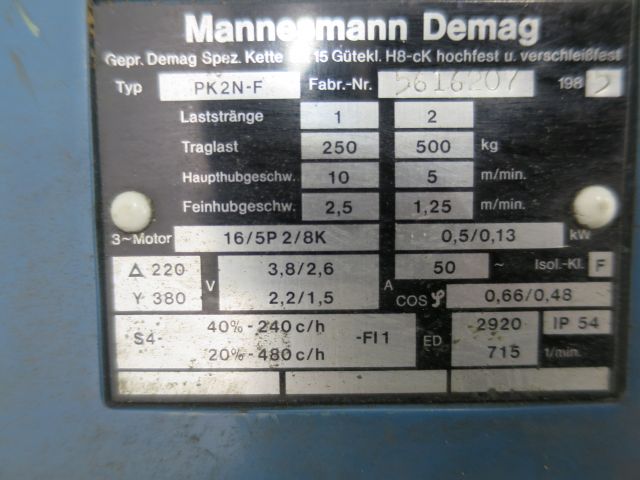 Mannesmann Demag
Gepr. Demag Spez. Kette 15 Gütekl. H8-cK hochfest u. verschleißfest
Typ PK2N-F Fabr.-Nr. 5616207 1985
Laststränge 1 2
Traglast 250 500 kg
Haupthubgeschw. 10 5 m/min.
Feinhubgeschw. 2,5 1,25 m/min.
3~Motor 16/5P 2/8K 0,5/0,13 kW
Δ 220 V 3,8/2,6 A 50 ~ Isol.-Kl. F
Y 380 2,2/1,5 cos φ 0,66/0,48
S4- 40%-240 c/h -FI1 ED 2920 IP 54
20%-480 c/h 715 1/min.